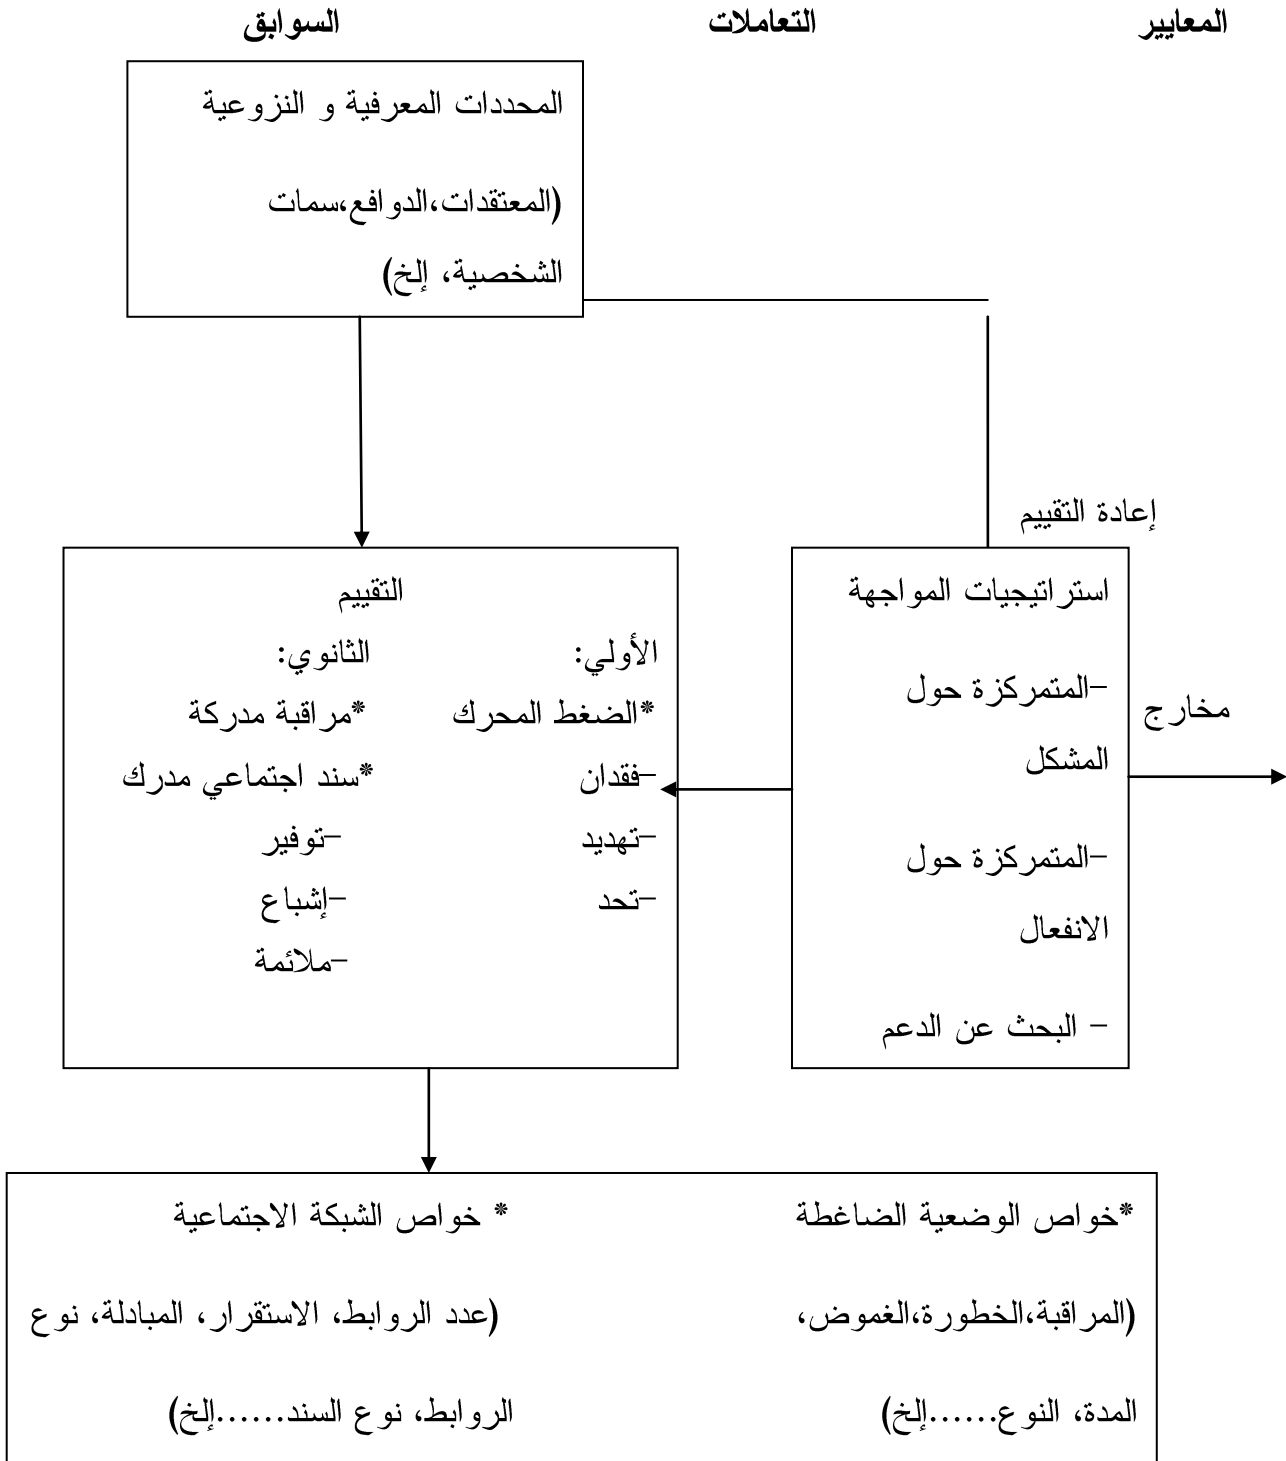 المعايير
التعاملات
السوابق
المحددات المعرفية و النزوعية
(المعتقدات،الدوافع،سمات
الشخصية، إلخ)
إعادة التقييم
استراتيجيات المواجهة
–المتمركزة حول
المشكل
–المتمركزة حول
الانفعال
– البحث عن الدعم
مخارج
التقييم
الأولي:
*الضغط المحرك
–فقدان
–تهديد
–تحد
الثانوي:
*مراقبة مدركة
*سند اجتماعي مدرك
–توفير
–إشباع
–ملائمة
*خواص الوضعية الضاغطة
(المراقبة،الخطورة،الغموض،
المدة، النوع......إلخ)
* خواص الشبكة الاجتماعية
(عدد الروابط، الاستقرار، المبادلة، نوع
الروابط، نوع السند......إلخ)